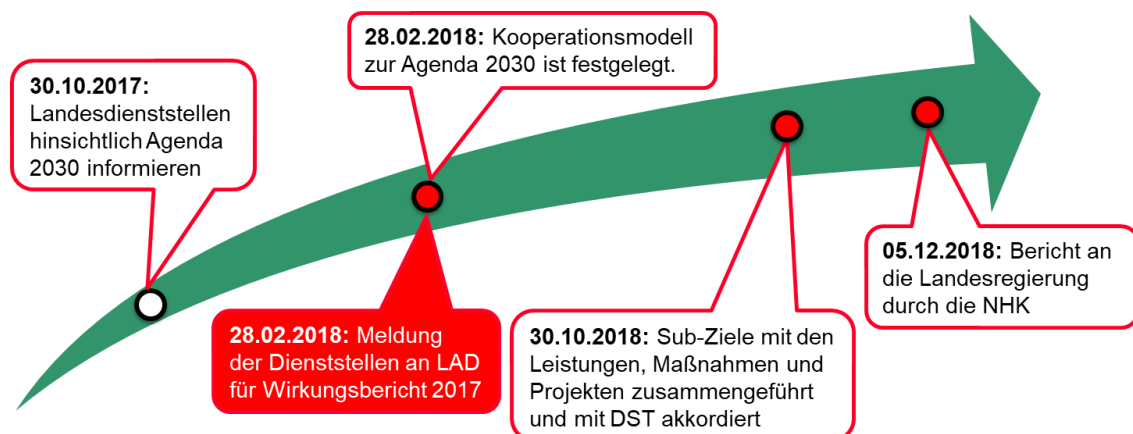 28.02.2018: Kooperationsmodell
zur Agenda 2030 ist festgelegt.
30.10.2017:
Landesdienststellen
hinsichtlich Agenda
2030 informieren
05.12.2018: Bericht an
die Landesregierung
durch die NHK
28.02.2018: Meldung
der Dienststellen an LAD
für Wirkungsbericht 2017
30.10.2018: Sub-Ziele mit den
Leistungen, Maßnahmen und
Projekten zusammengeführt
und mit DST akkordiert